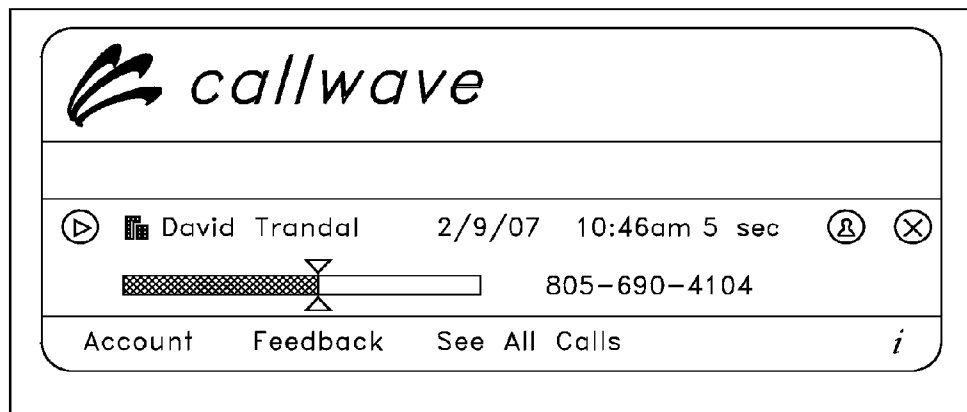 callwave
David Trandal 2/9/07 10:46am 5 sec
805-690-4104
Account Feedback See All Calls i